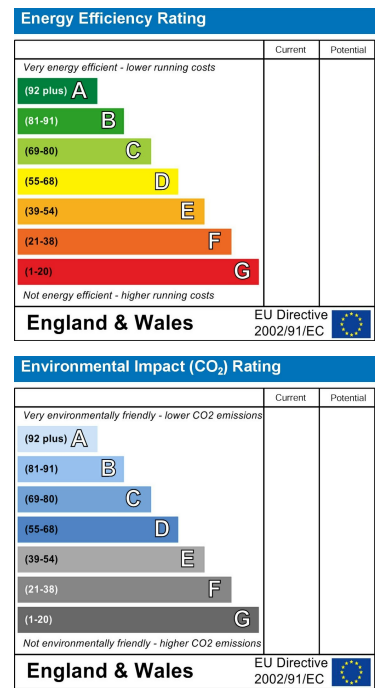 Energy Efficiency Rating
Current Potential
Very energy efficient - lower running costs
(92 plus) A
(81-91) B
(69-80) C
(55-68) D
(39-54) E
(21-38) F
(1-20) G
Not energy efficient - higher running costs
England & Wales
EU Directive
2002/91/EC
Environmental Impact (CO₂) Rating
Current Potential
Very environmentally friendly - lower CO2 emissions
(92 plus) A
(81-91) B
(69-80) C
(55-68) D
(39-54) E
(21-38) F
(1-20) G
Not environmentally friendly - higher CO2 emissions
England & Wales
EU Directive
2002/91/EC